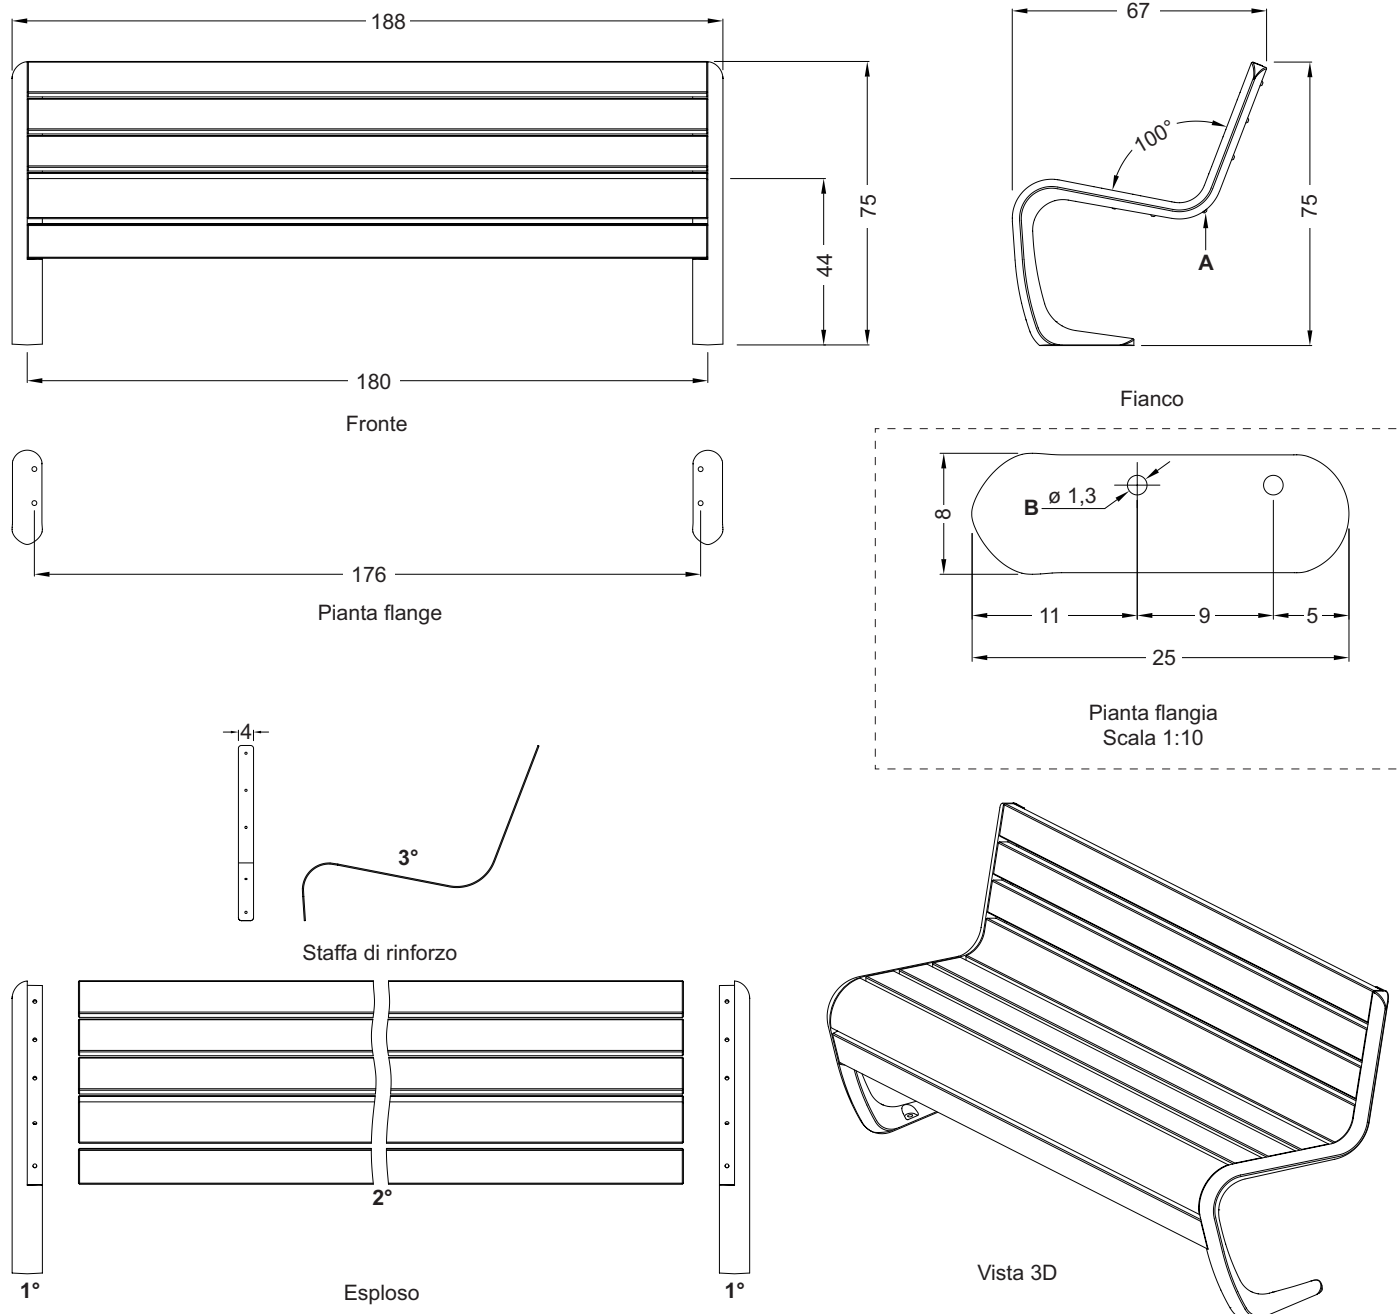 188
67
100°
75
44
75
A
180
Fronte
Fianco
176
Pianta flange
8
B ø 1,3
11
9
5
25
Pianta flangia
Scala 1:10
4
3°
Staffa di rinforzo
2°
1°
Esploso
1°
Vista 3D